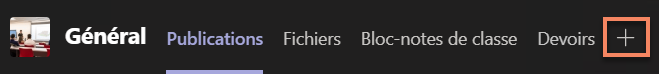 Général Publications Fichiers Bloc-notes de classe Devoirs +